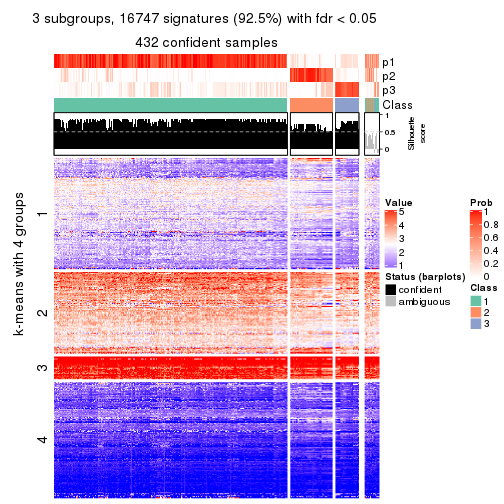 3 subgroups, 16747 signatures (92.5%) with fdr < 0.05
432 confident samples
p1
p2
p3
Class
1
0.5
0
Silhouette
score
k-means with 4 groups
1
2
3
4
Value
5
4
3
2
1
Status (barplots)
confident
ambiguous
Prob
1
0.8
0.6
0.4
0.2
0
Class
1
2
3